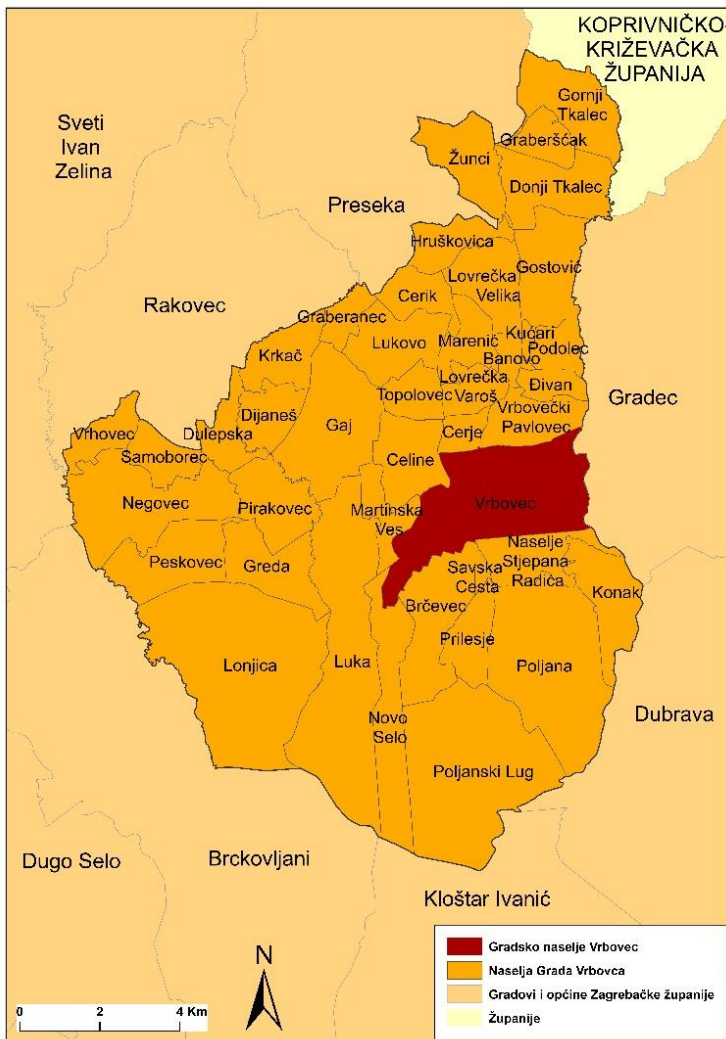 KOPRIVNIČKO-
KRIŽEVAČKA
ŽUPANIJA
Gornji
Tkalec
Graberšćak
Sveti
Ivan
Zelina
Žunci
Donji Tkalec
Preseka
Hruškovica
Gostović
Lovrečka
Velika
Cerik
Rakovec
Graberanec
Lukovo
Marenić
Kućari
Podolec
Banovo
Krkač
Lovrečka
Varoš
Đivan
Topolovec
Gradec
Dijaneš
Gaj
Vrbovečki
Pavlovec
Vrhovec
Dulepska
Cerje
Samoborec
Celine
Negovec
Pirakovec
Martinska
Ves
Vrbovec
Peskovec
Greda
Naselje
Stjepana
Radića
Savska
Cesta
Konak
Brčevec
Prilesje
Lonjica
Luka
Poljana
Novo
Selo
Dubrava
Poljanski Lug
Dugo Selo
Brckovljani
Kloštar Ivanić
N
0 2 4 Km
Gradsko naselje Vrbovec
Naselja Grada Vrbovca
Gradovi i općine Zagrebačke županije
Županije